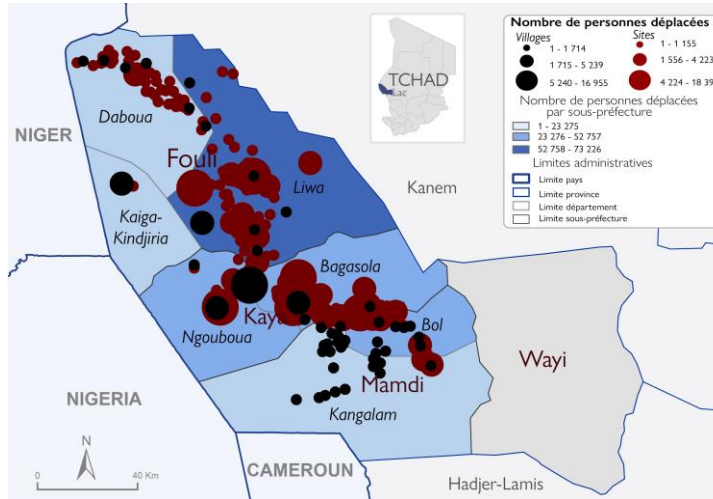 Nombre de personnes déplacées
Villages
Sites
1 - 1 714
1 - 1 155
1 715 - 5 239
1 556 - 4 223
5 240 - 16 955
4 224 - 18 39
Nombre de personnes déplacées
par sous-préfecture
1 - 23 275
23 276 - 52 757
52 758 - 73 226
Limites administratives
Limite pays
Limite province
Limite département
Limite sous-préfecture
TCHAD
Lac
NIGER
Daboua
Fouli
Liwa
Kanem
Kaiga-
Kindjiria
Bagasola
Kaya
Ngouboua
Bol
Wayi
Mamdi
NIGERIA
Kangalam
N
0
40 Km
CAMEROUN
Hadjer-Lamis